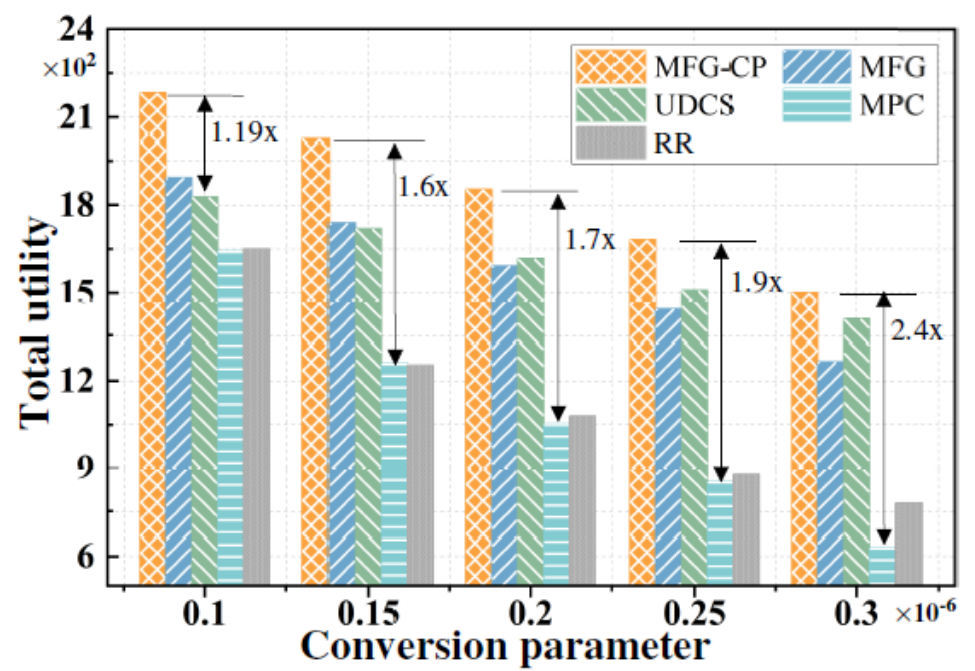 24
×10²
21
18
15
12
9
6
Total utility
MFG-CP
MFG
UDCS
MPC
RR
1.19x
1.6x
1.7x
1.9x
2.4x
0.1
0.15
0.2
0.25
0.3
×10⁻⁶
Conversion parameter